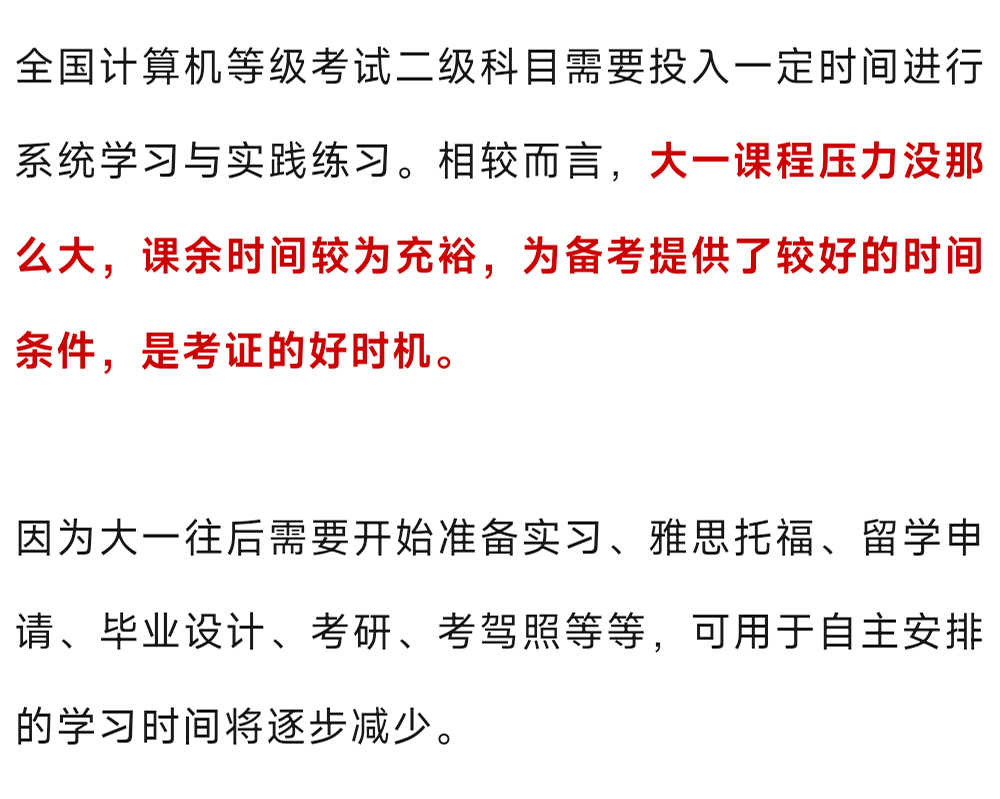 全国计算机等级考试二级科目需要投入一定时间进行
系统学习与实践练习。相较而言，大一课程压力没那
么大，课余时间较为充裕，为备考提供了较好的时间
条件，是考证的好时机。
因为大一往后需要开始准备实习、雅思托福、留学申
请、毕业设计、考研、考驾照等等，可用于自主安排
的学习时间将逐步减少。